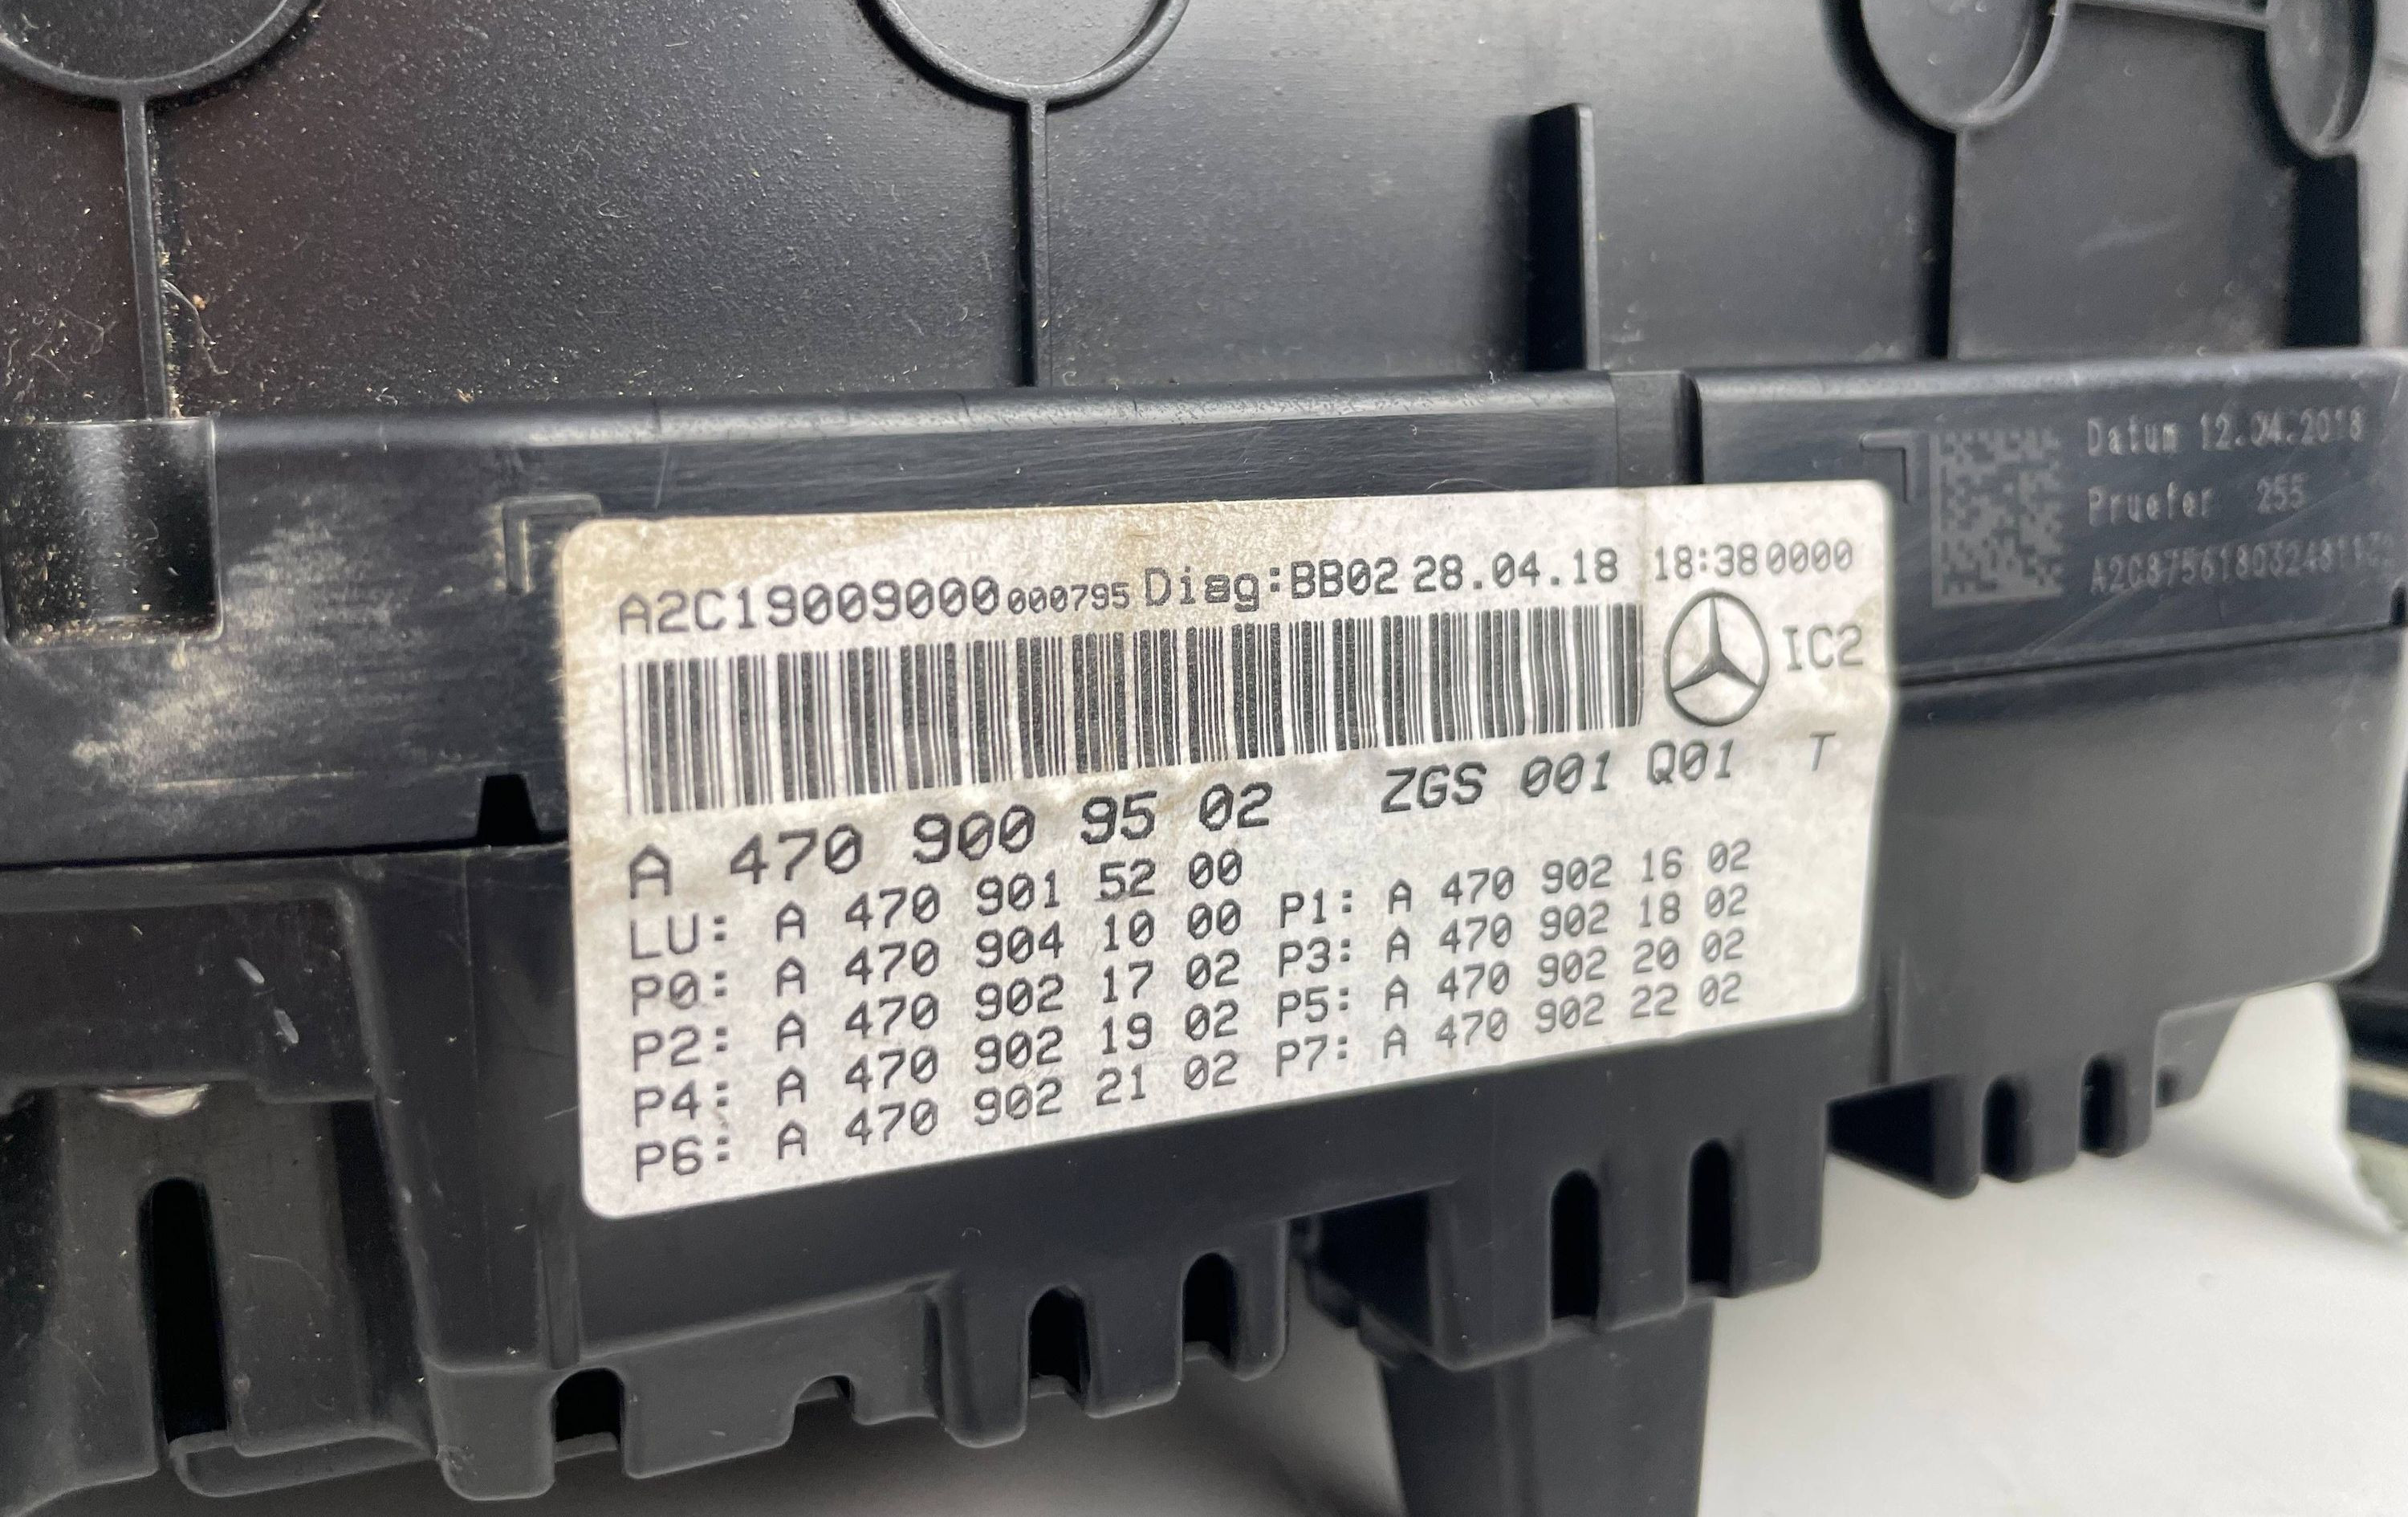 Datum 12.04.2018
Pruefer 255
A2C19009000 000795 Diag:BB02 28.04.18 18:38 0000
IC2
A 470 900 95 02 ZGS 001 Q01 T
LU: A 470 901 52 00
P0: A 470 904 10 00 P1: A 470 902 16 02
P2: A 470 902 17 02 P3: A 470 902 18 02
P4: A 470 902 19 02 P5: A 470 902 20 02
P6: A 470 902 21 02 P7: A 470 902 22 02